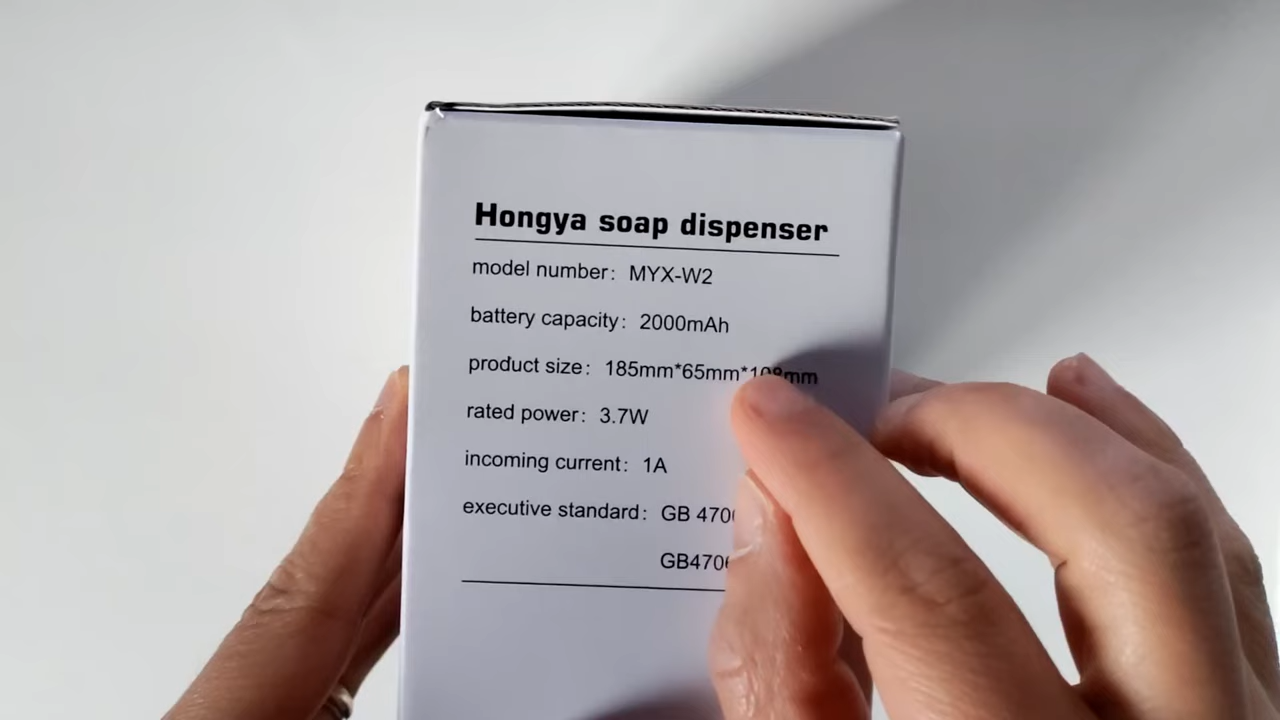 Hongya soap dispenser
model number: MYX-W2
battery capacity: 2000mAh
product size: 185mm*65mm*108mm
rated power: 3.7W
incoming current: 1A
executive standard: GB